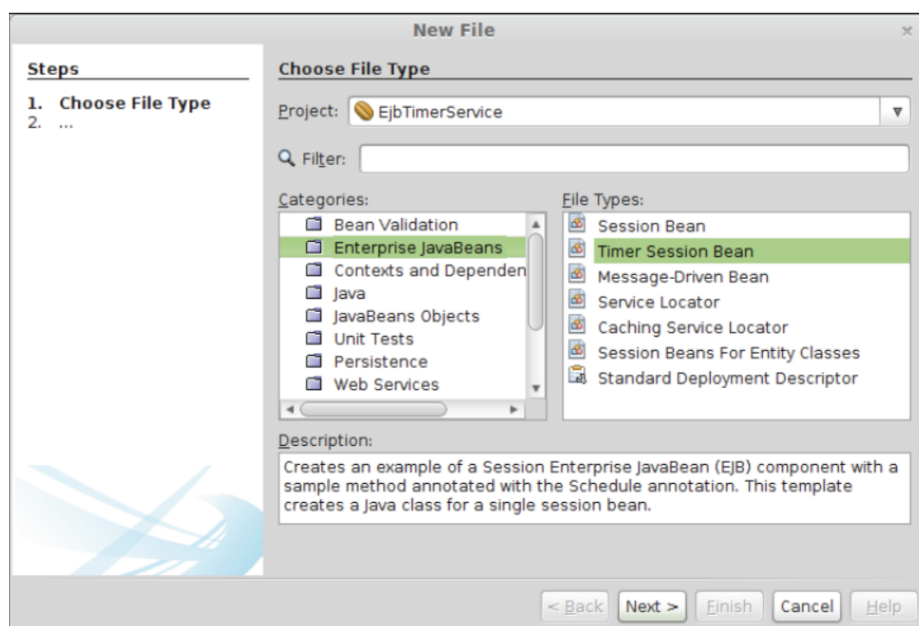 New File
Steps
1. Choose File Type
2. ...
Choose File Type
Project: EjbTimerService
Filter:
Categories:
Bean Validation
Enterprise JavaBeans
Contexts and Dependen
Java
JavaBeans Objects
Unit Tests
Persistence
Web Services
File Types:
Session Bean
Timer Session Bean
Message-Driven Bean
Service Locator
Caching Service Locator
Session Beans For Entity Classes
Standard Deployment Descriptor
Description:
Creates an example of a Session Enterprise JavaBean (EJB) component with a
sample method annotated with the Schedule annotation. This template
creates a Java class for a single session bean.
< Back Next > Finish Cancel Help